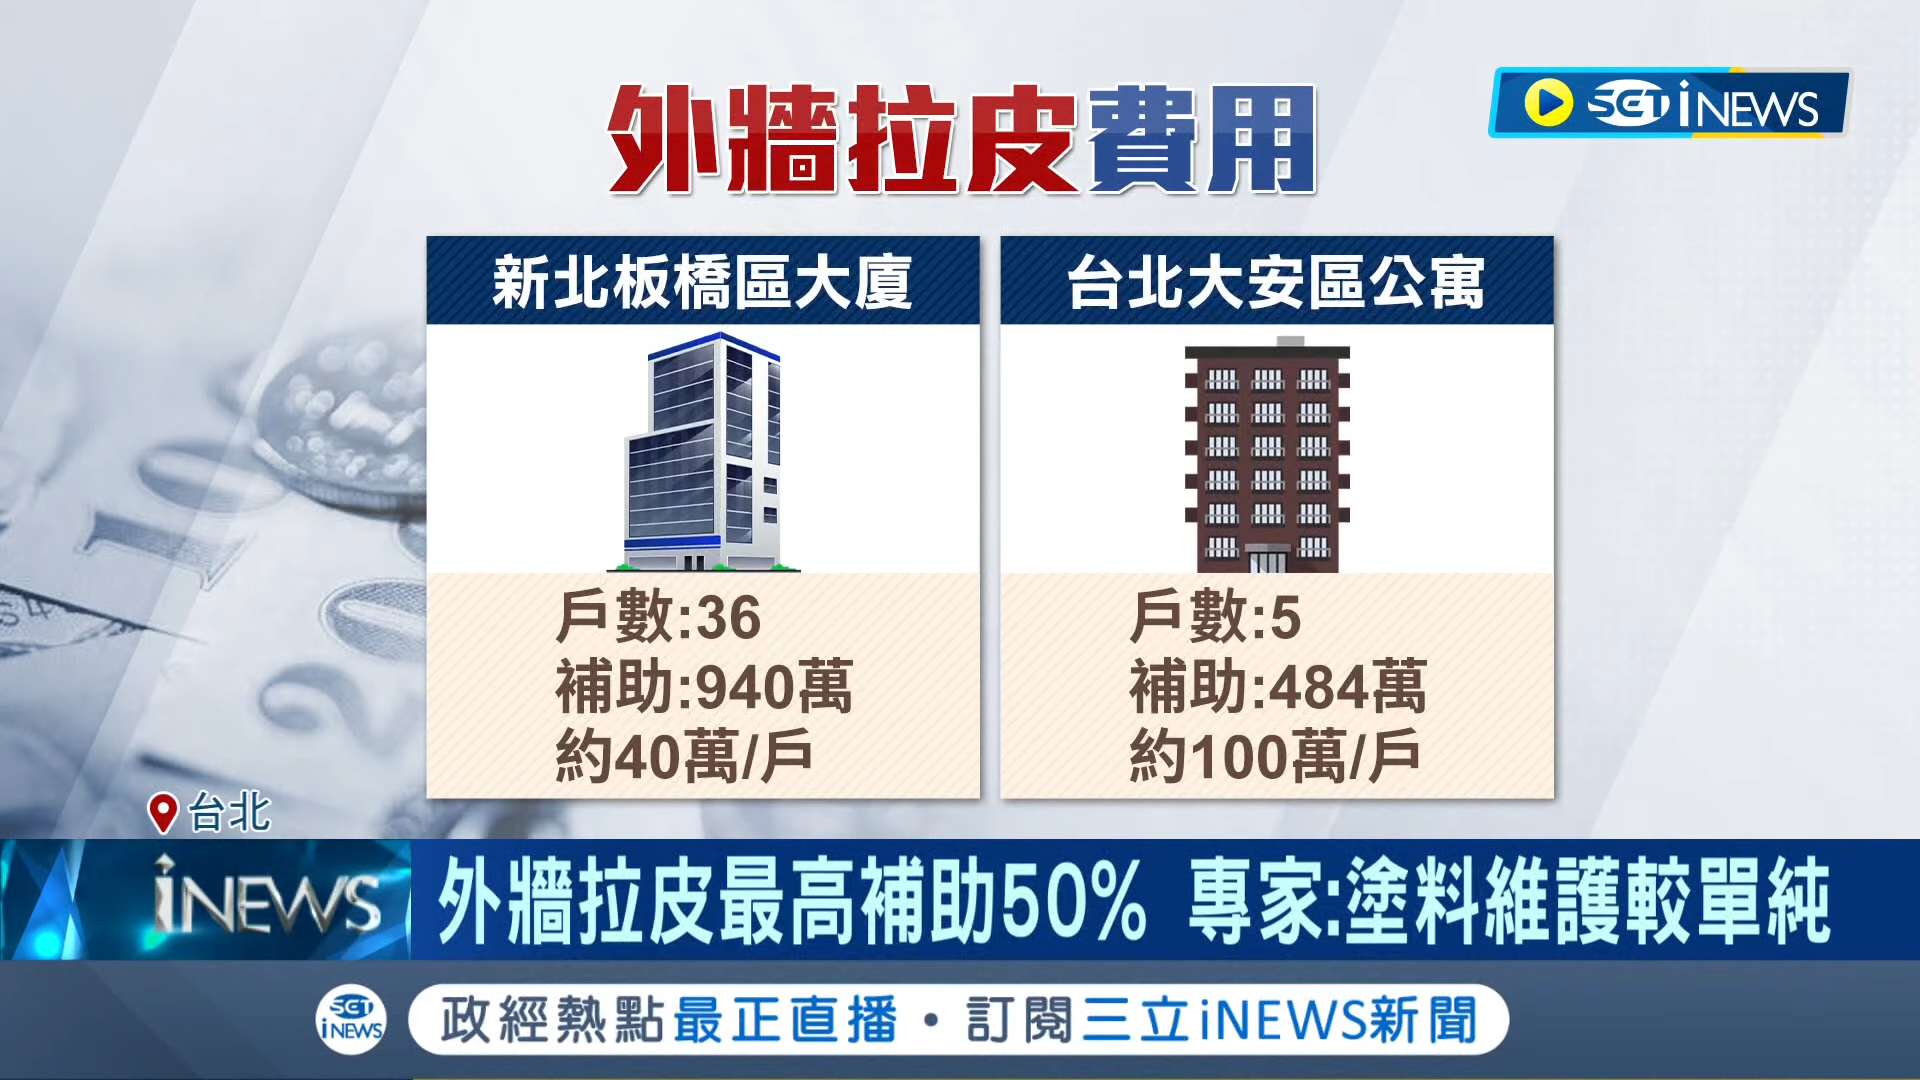 外牆拉皮費用
SET iNEWS
新北板橋區大廈
戶數:36
補助:940萬
約40萬/戶
台北大安區公寓
戶數:5
補助:484萬
約100萬/戶
台北
iNEWS
外牆拉皮最高補助50% 專家:塗料維護較單純
SET iNEWS
政經熱點最正直播・訂閱三立iNEWS新聞